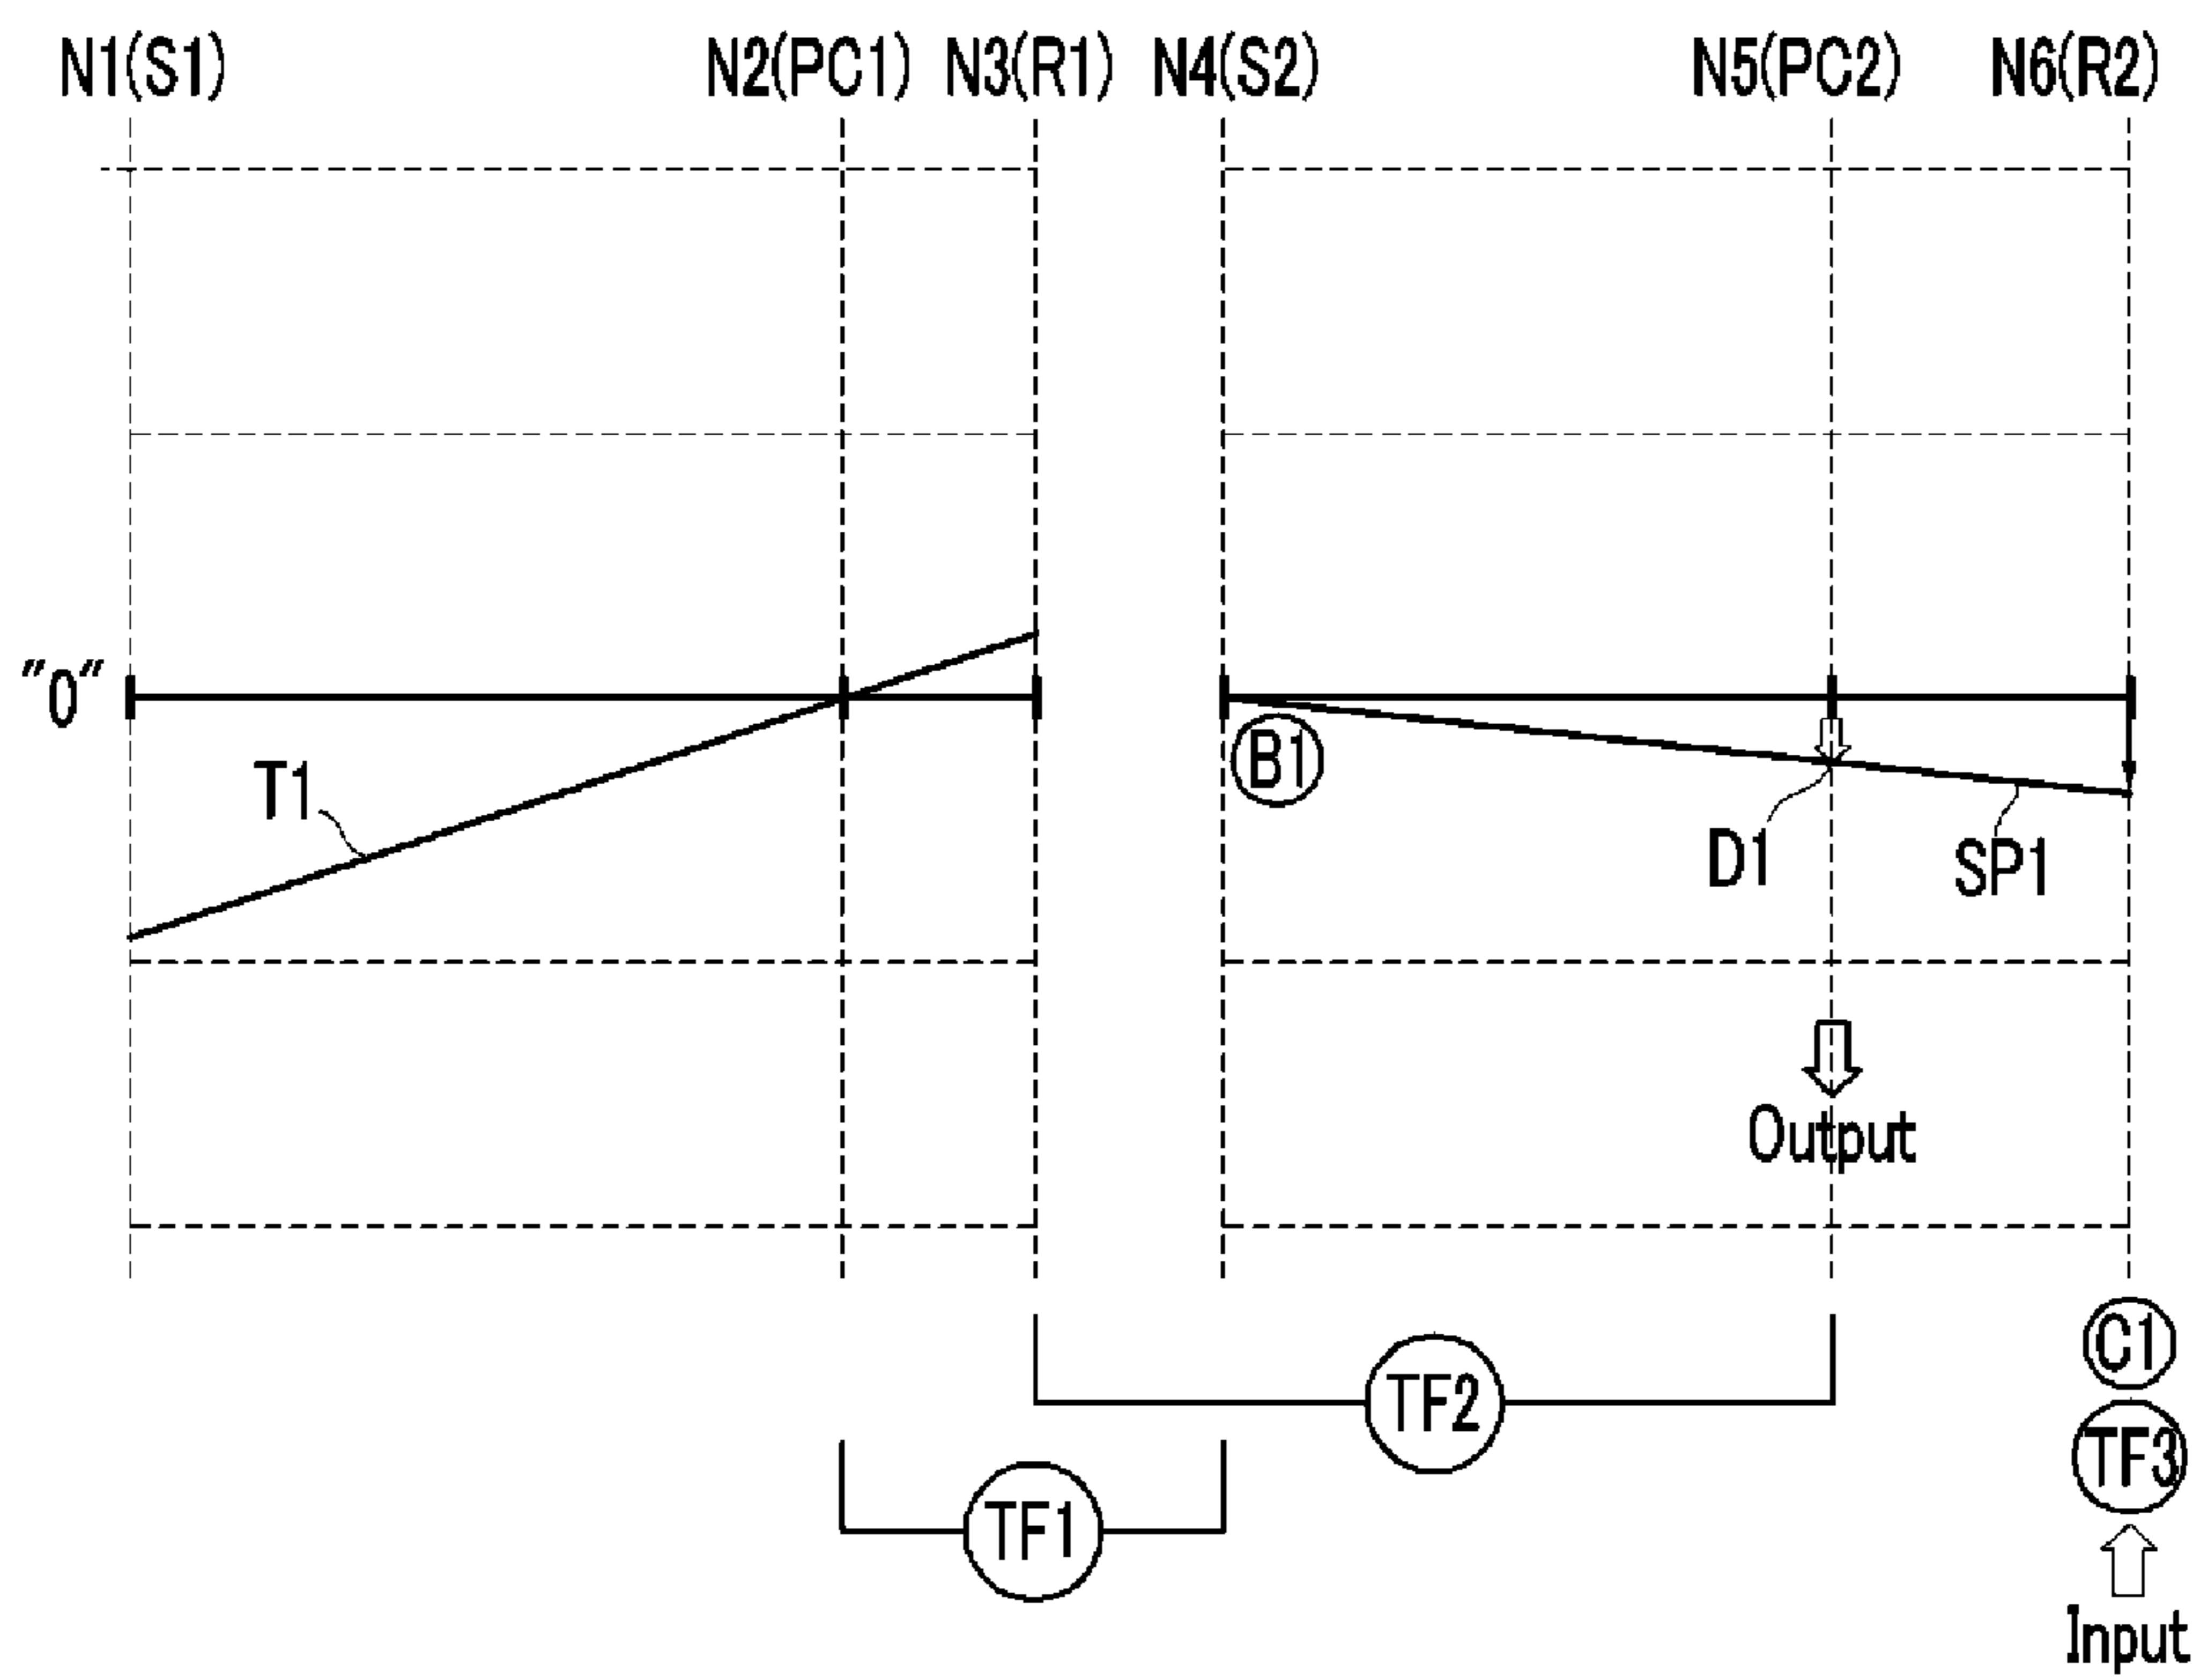 N1(S1) N2(PC1) N3(R1) N4(S2) N5(PC2) N6(R2)
"0"
B1
T1
D1
SP1
Output
C1
TF2
TF3
TF1
Input